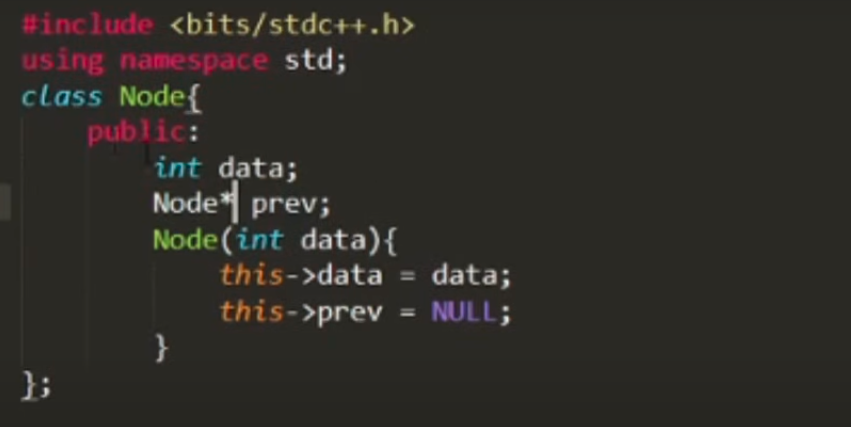 #include <bits/stdc++.h>
using namespace std;
class Node{
public:
int data;
Node* prev;
Node(int data){
this->data = data;
this->prev = NULL;
}
};